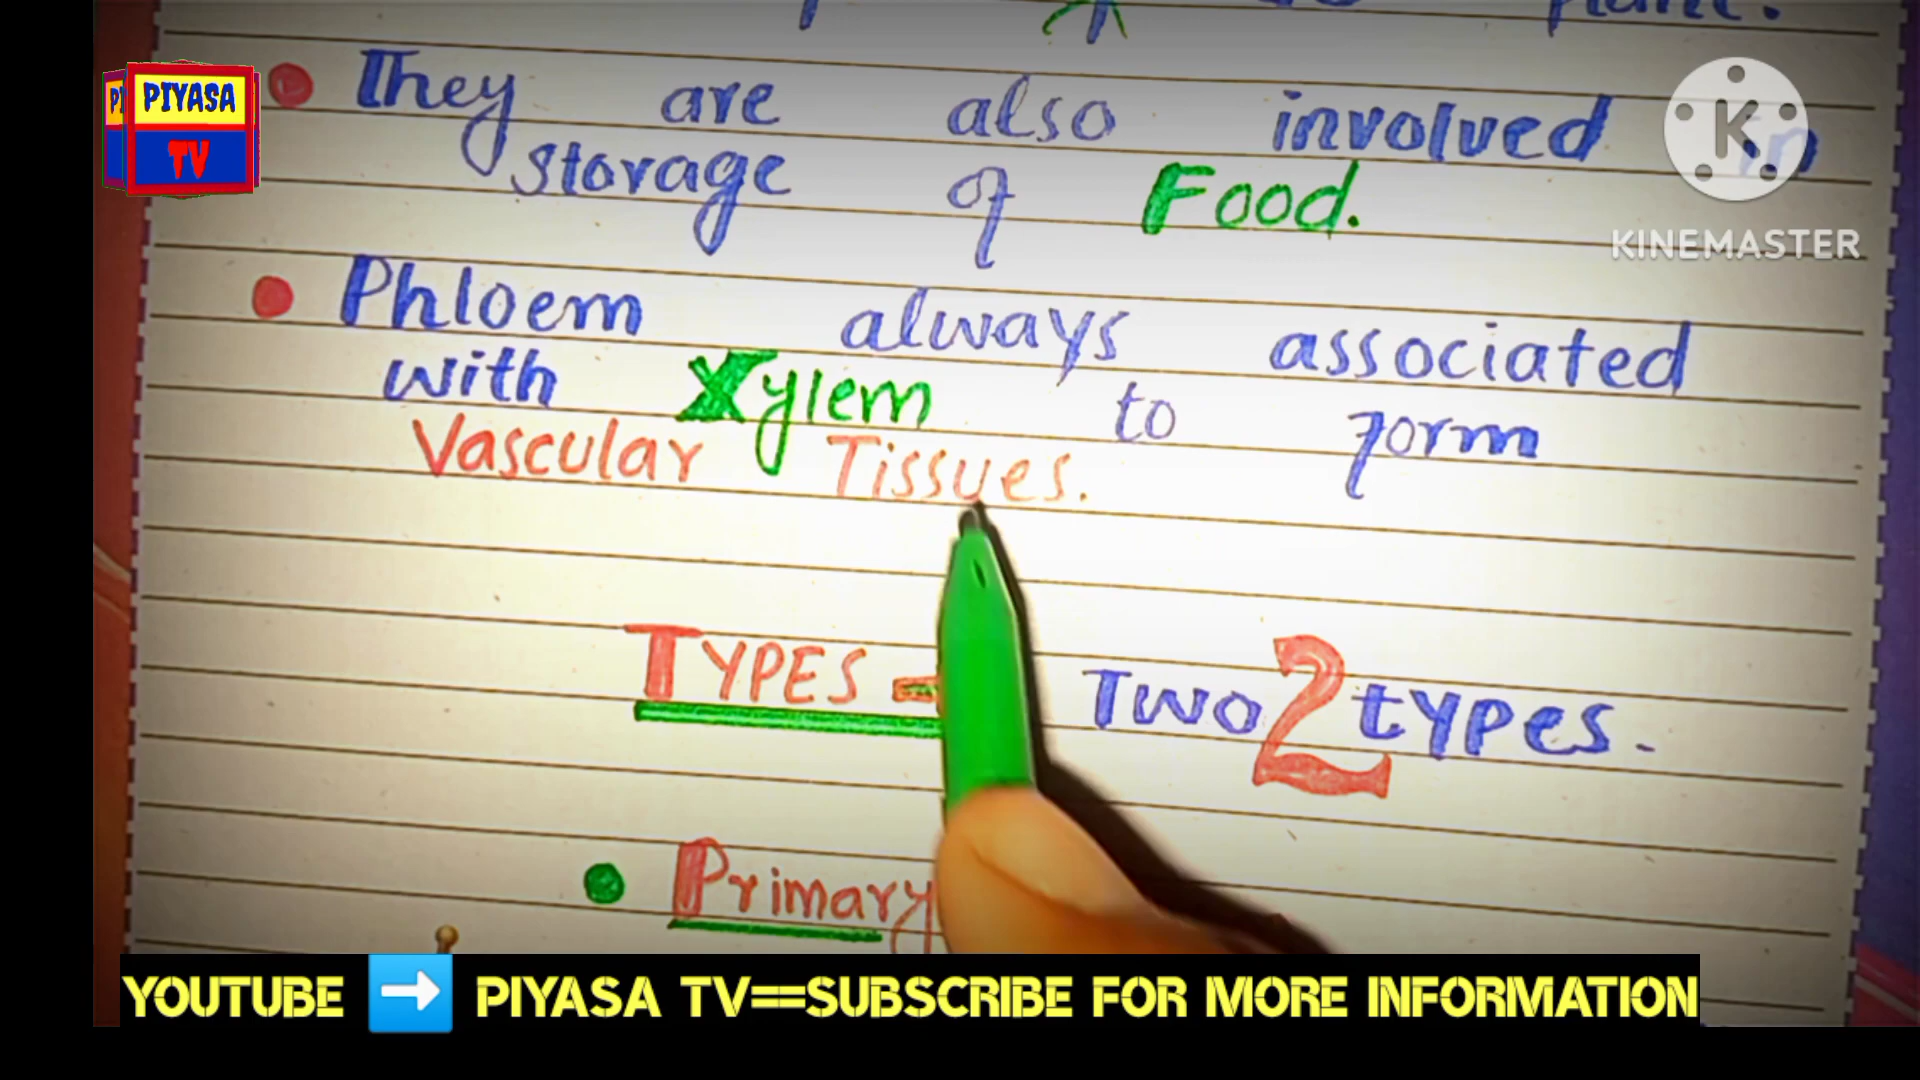 plant.
They are also involved in
storage of Food.
Phloem always associated
with Xylem to form
Vascular Tissues.
TYPES = Two 2 types.
Primary
PIYASA
TV
K
KINEMASTER
YOUTUBE ➡ PIYASA TV==SUBSCRIBE FOR MORE INFORMATION